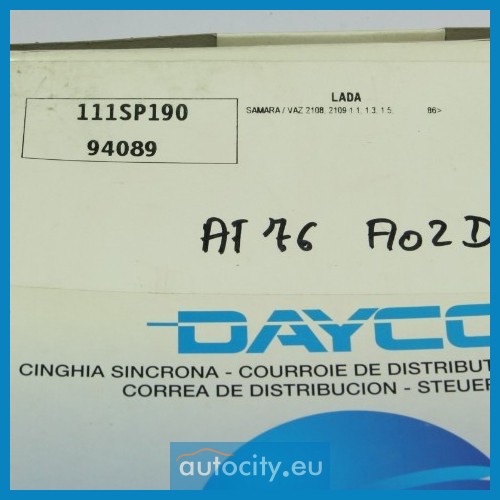 LADA
111SP190
SAMARA / VAZ 2108. 2109 1.1. 1.3. 1.5. 86>
94089
AT 76 A02D
DAYCO
CINGHIA SINCRONA - COURROIE DE DISTRIBUT
CORREA DE DISTRIBUCION - STEUER
autocity.eu